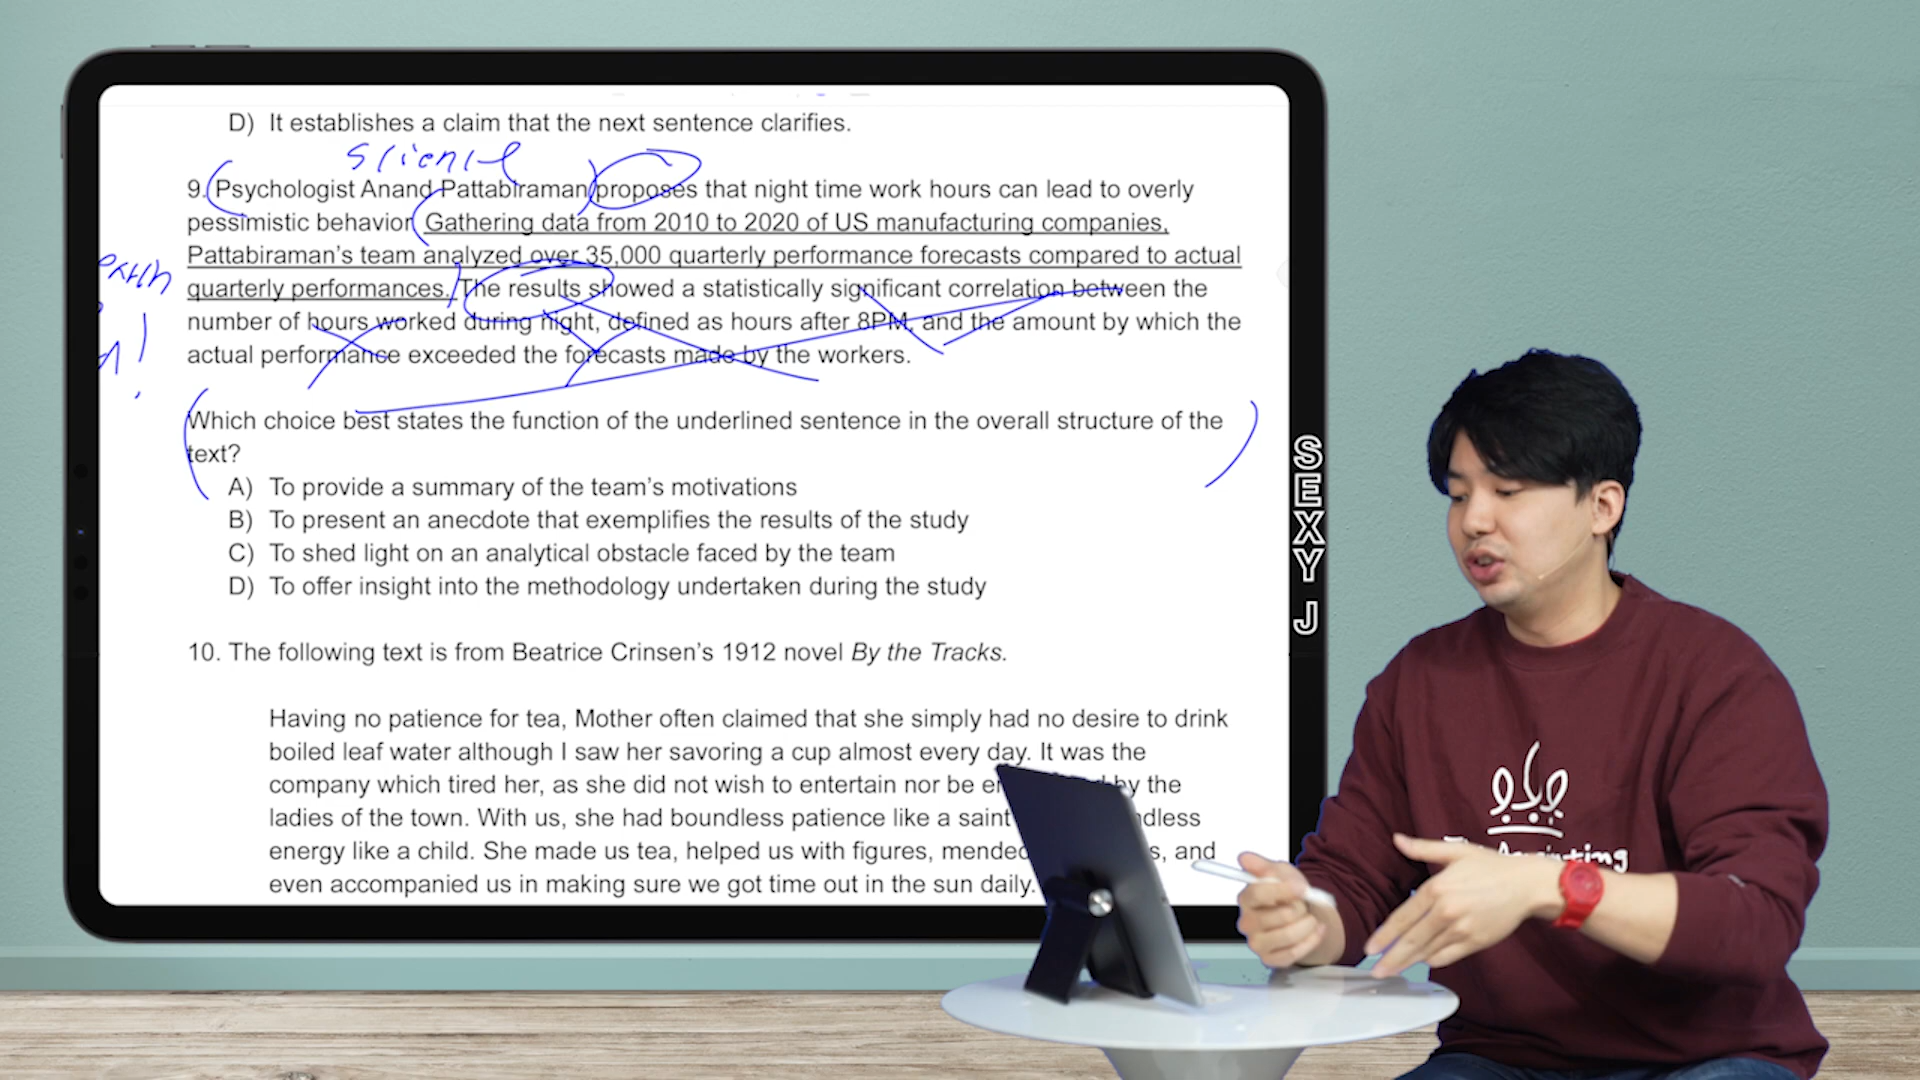 D) It establishes a claim that the next sentence clarifies.
science
9. Psychologist Anand Pattabiraman proposes that night time work hours can lead to overly
pessimistic behavior. Gathering data from 2010 to 2020 of US manufacturing companies,
Pattabiraman's team analyzed over 35,000 quarterly performance forecasts compared to actual
quarterly performances. The results showed a statistically significant correlation between the
number of hours worked during night, defined as hours after 8PM, and the amount by which the
actual performance exceeded the forecasts made by the workers.
Which choice best states the function of the underlined sentence in the overall structure of the
text?
A) To provide a summary of the team's motivations
B) To present an anecdote that exemplifies the results of the study
C) To shed light on an analytical obstacle faced by the team
D) To offer insight into the methodology undertaken during the study
10. The following text is from Beatrice Crinsen's 1912 novel By the Tracks.
Having no patience for tea, Mother often claimed that she simply had no desire to drink
boiled leaf water although I saw her savoring a cup almost every day. It was the
company which tired her, as she did not wish to entertain nor be by the
ladies of the town. With us, she had boundless patience like a saint
energy like a child. She made us tea, helped us with figures, mended and
even accompanied us in making sure we got time out in the sun daily.
SEXY J